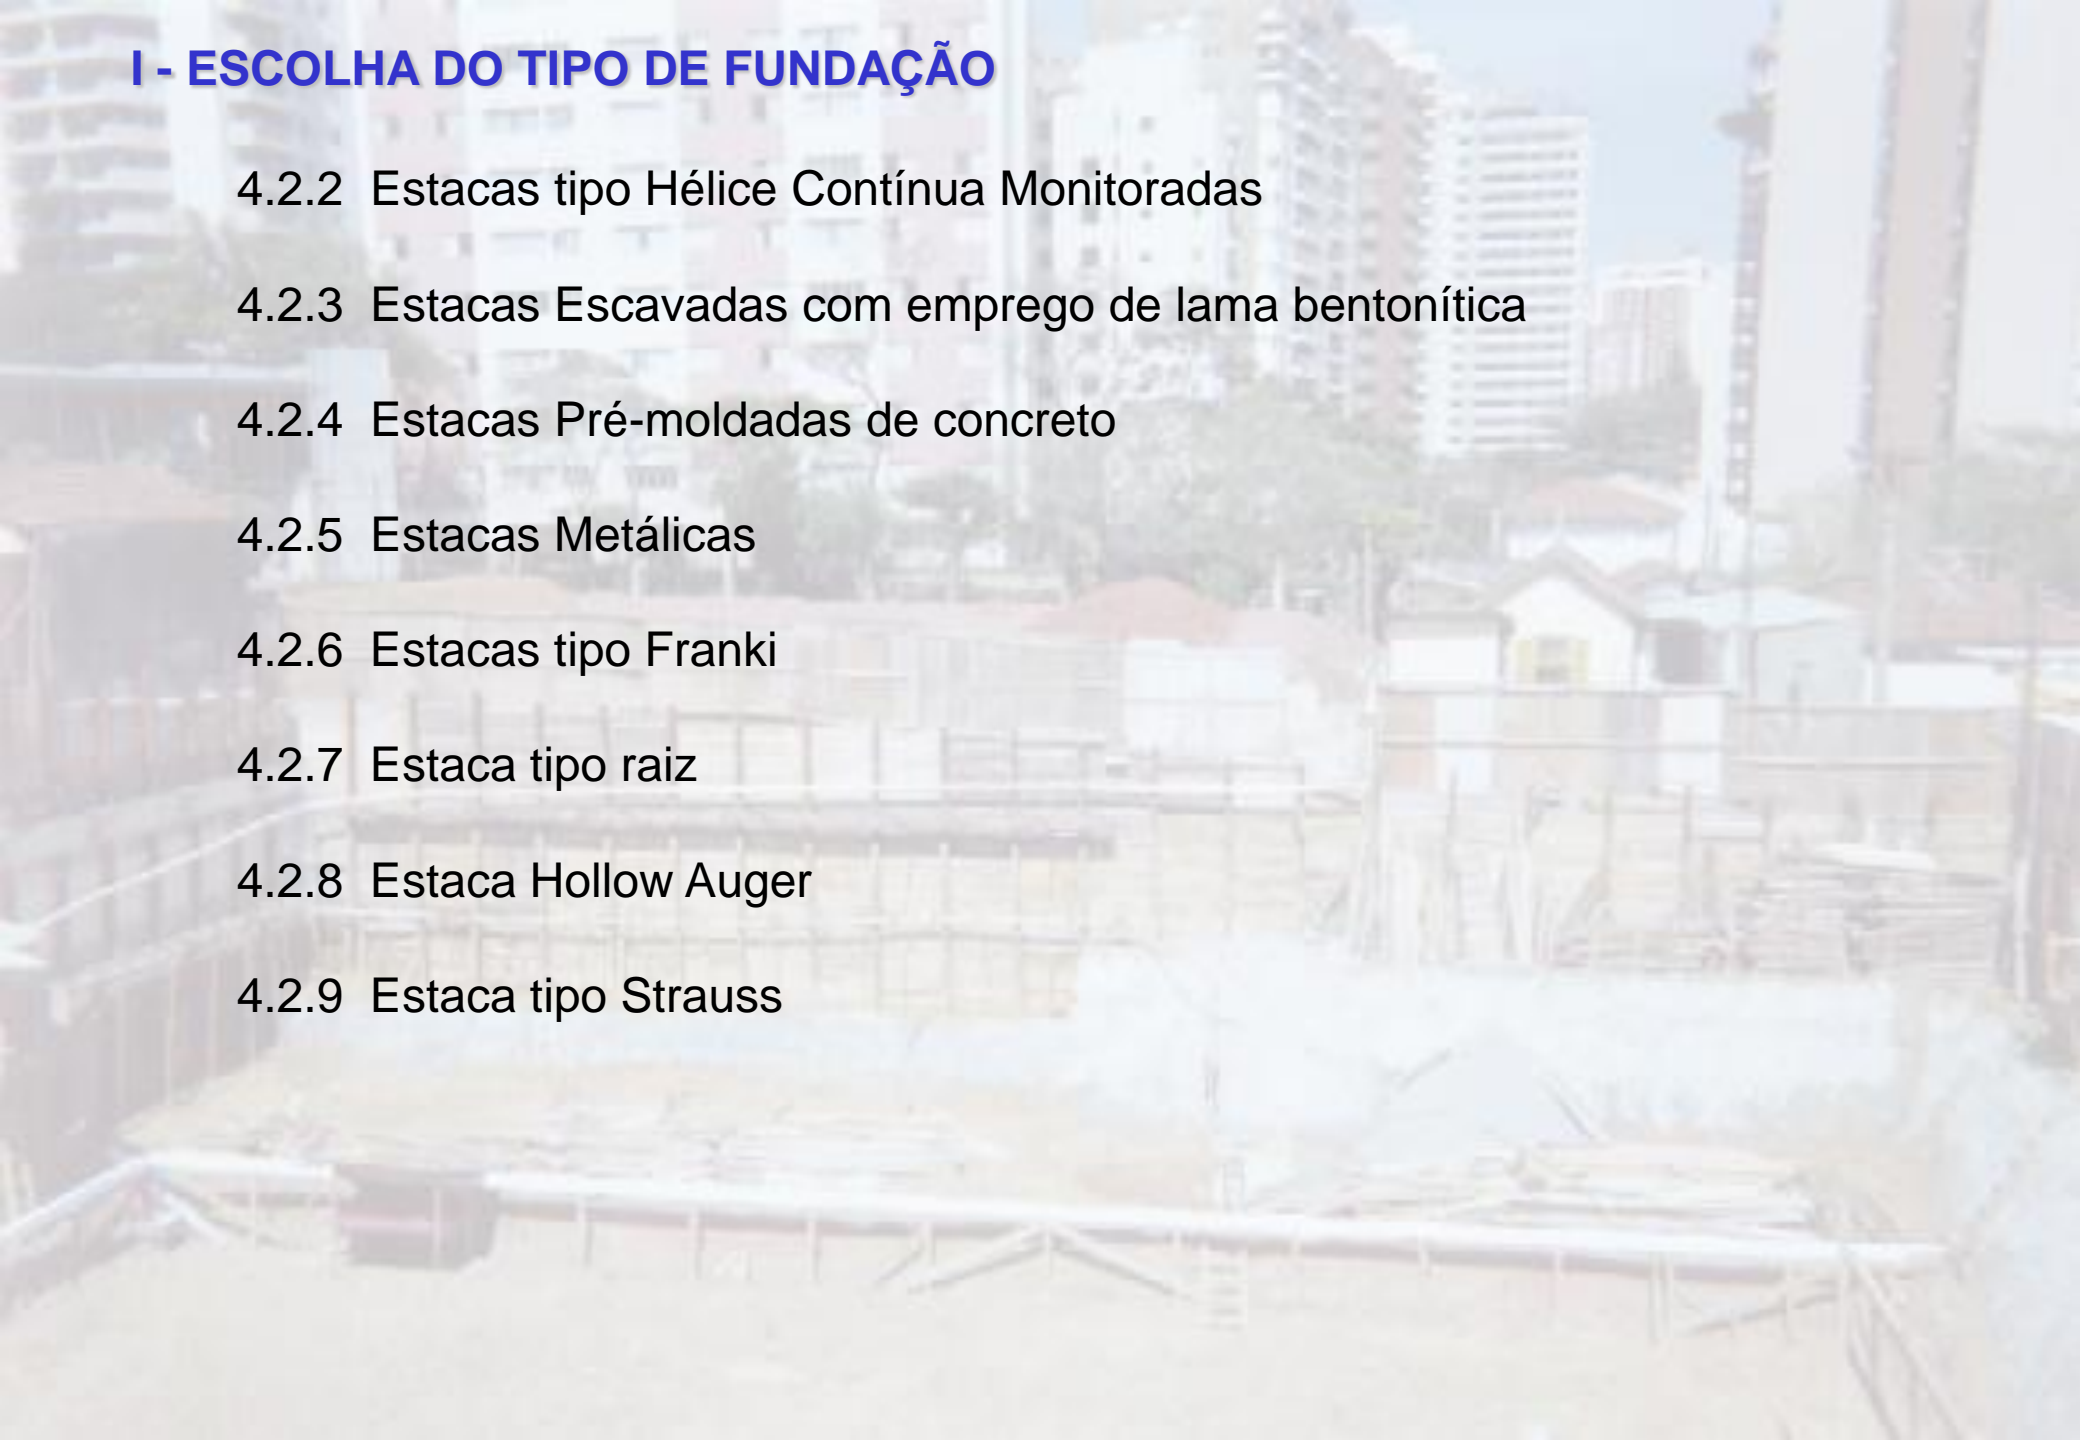 I - ESCOLHA DO TIPO DE FUNDAÇÃO
4.2.2 Estacas tipo Hélice Contínua Monitoradas
4.2.3 Estacas Escavadas com emprego de lama bentonítica
4.2.4 Estacas Pré-moldadas de concreto
4.2.5 Estacas Metálicas
4.2.6 Estacas tipo Franki
4.2.7 Estaca tipo raiz
4.2.8 Estaca Hollow Auger
4.2.9 Estaca tipo Strauss